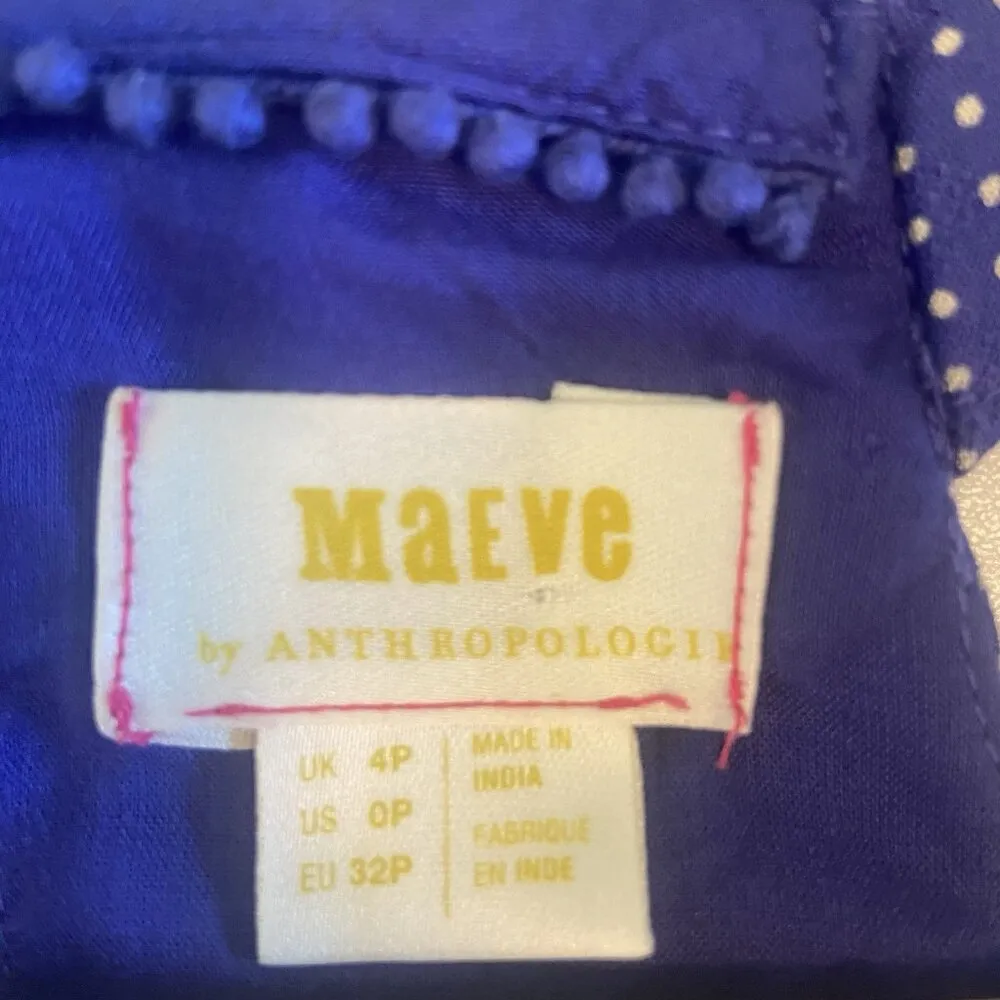 MaEVe
by ANTHROPOLOGIE
UK 4P
US 0P
EU 32P
MADE IN
INDIA
FABRIQUE
EN INDE